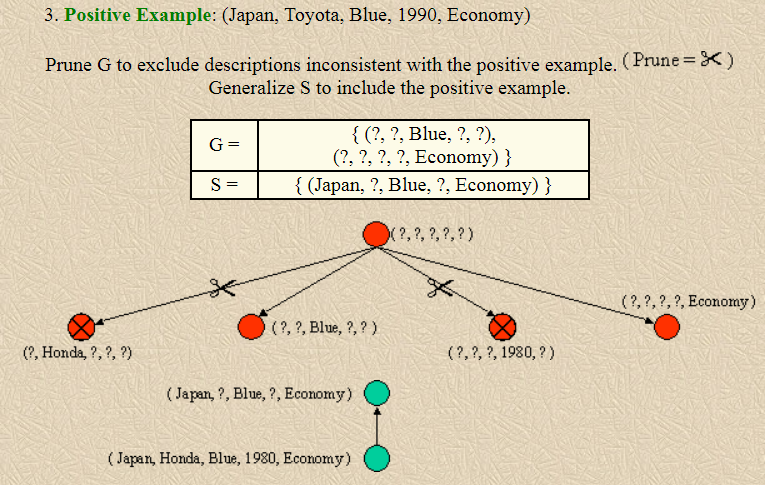 3. Positive Example: (Japan, Toyota, Blue, 1990, Economy)
Prune G to exclude descriptions inconsistent with the positive example. ( Prune = ✂ )
Generalize S to include the positive example.
G =
{ (?, ?, Blue, ?, ?),
(?, ?, ?, ?, Economy) }
S =
{ (Japan, ?, Blue, ?, Economy) }
( ?, ?, ?, ?, ? )
( ?, ?, ?, ?, Economy )
( ?, ?, Blue, ?, ? )
(?, Honda, ?, ?, ?)
( ?, ?, ?, 1980, ? )
( Japan, ?, Blue, ?, Economy )
( Japan, Honda, Blue, 1980, Economy )